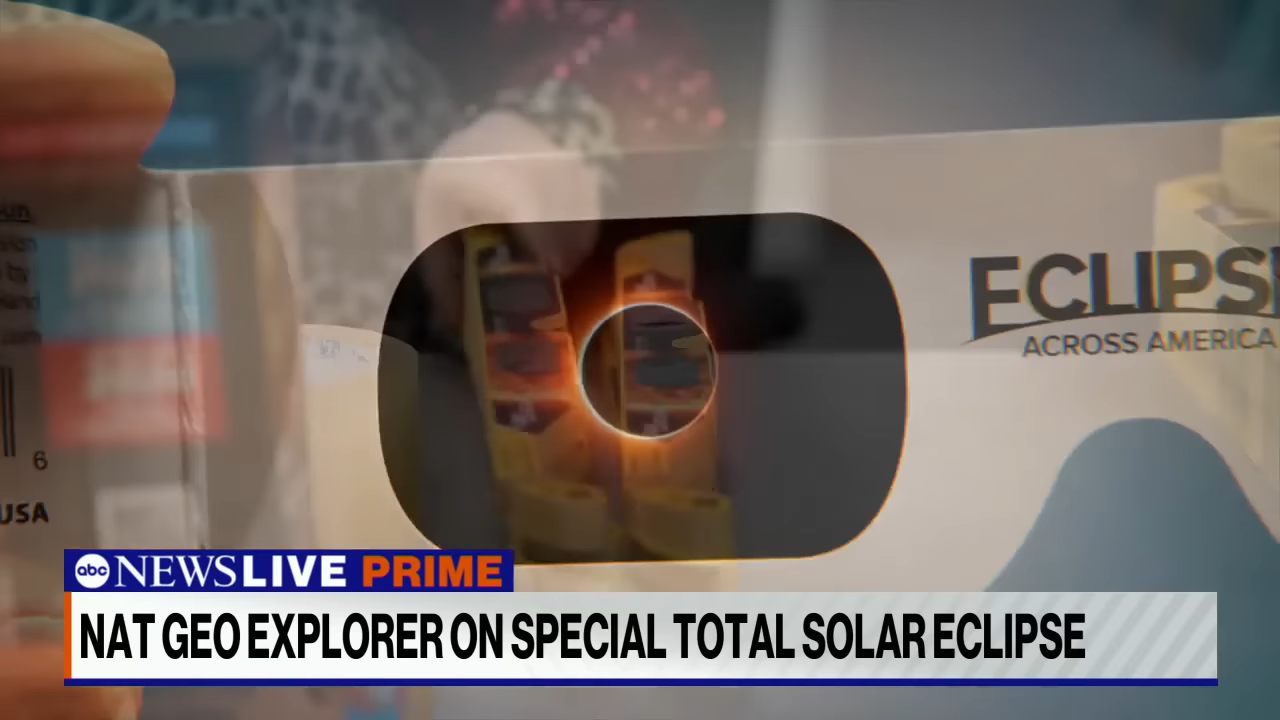 ECLIPS
ACROSS AMERICA
6
USA
abc NEWS LIVE PRIME
NAT GEO EXPLORER ON SPECIAL TOTAL SOLAR ECLIPSE